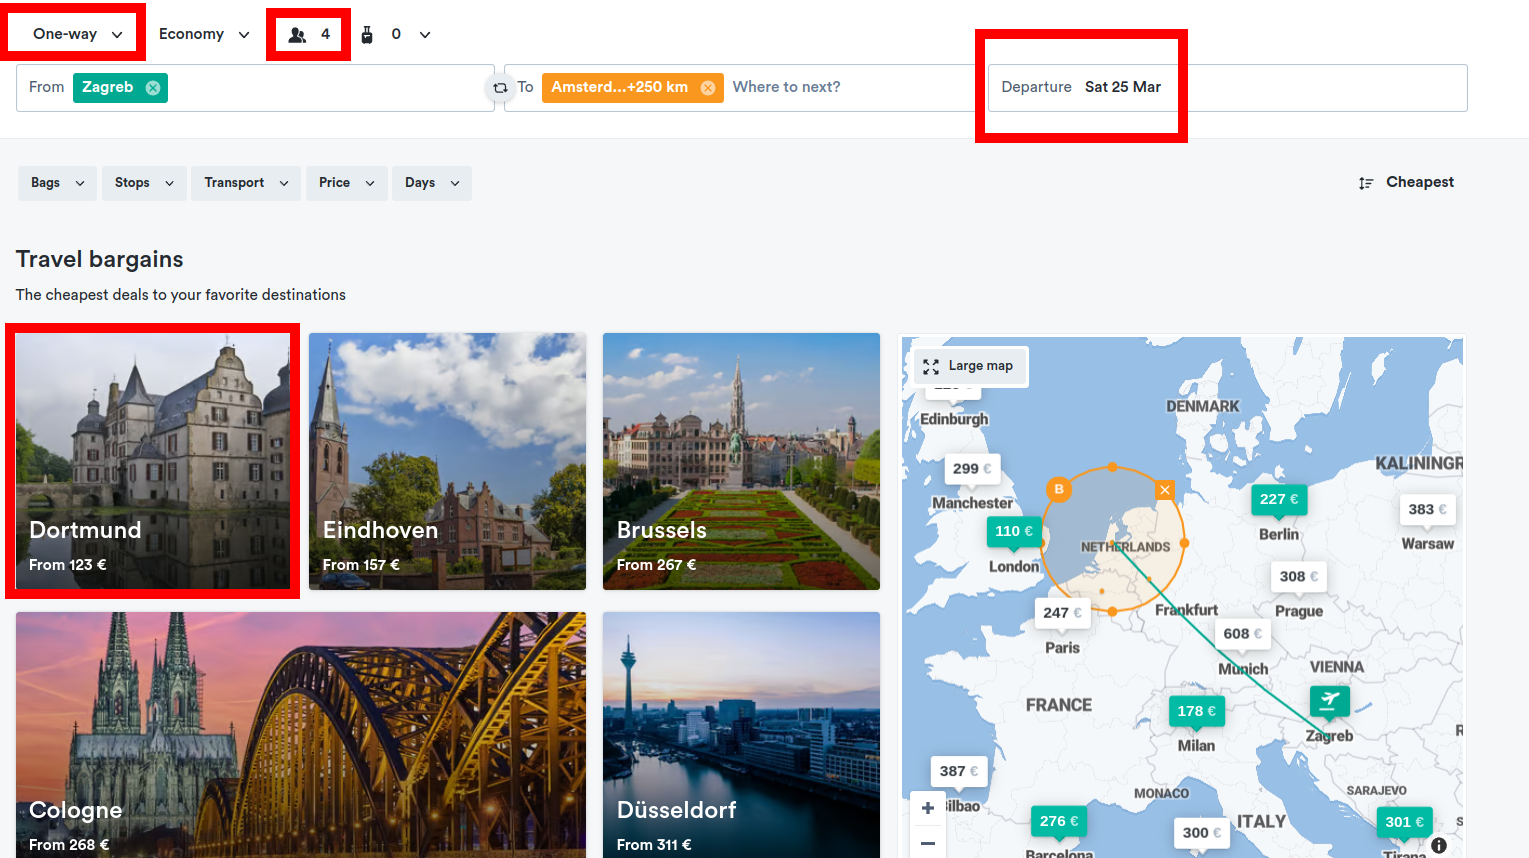 One-way Economy 4 0
From Zagreb To Amsterd...+250 km Where to next? Departure Sat 25 Mar
Bags Stops Transport Price Days Cheapest
Travel bargains
The cheapest deals to your favorite destinations
Dortmund
From 123 €
Eindhoven
From 157 €
Brussels
From 267 €
Cologne
From 268 €
Düsseldorf
From 311 €
Large map
Edinburgh
DENMARK
299 €
Manchester
KALININGR
B
227 €
Berlin
383 €
Warsaw
110 €
London
NETHERLANDS
308 €
Prague
247 €
Paris
Frankfurt
608 €
Munich
VIENNA
FRANCE
178 €
Milan
Zagreb
387 €
Bilbao
MONACO
SARAJEVO
276 €
Barcelona
300 €
ITALY
301 €
Tirana